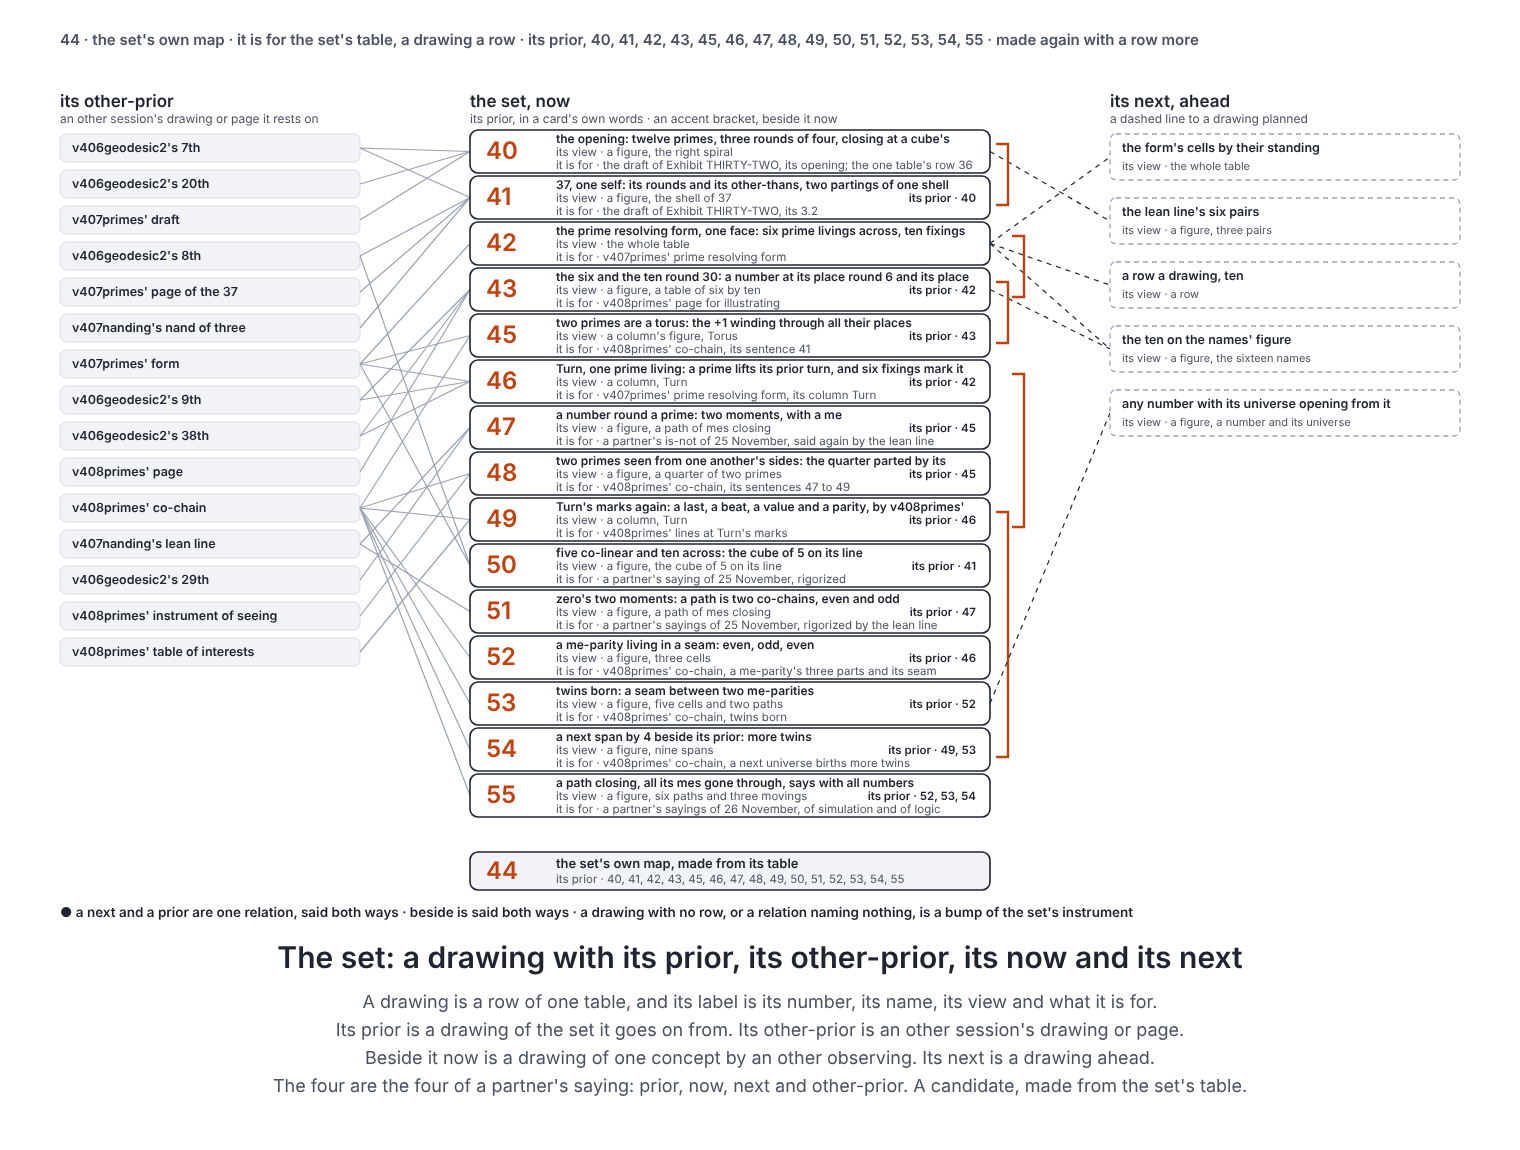 44 · the set's own map · it is for the set's table, a drawing a row · its prior, 40, 41, 42, 43, 45, 46, 47, 48, 49, 50, 51, 52, 53, 54, 55 · made again with a row more
its other-prior
an other session's drawing or page it rests on
v406geodesic2's 7th
v406geodesic2's 20th
v407primes' draft
v406geodesic2's 8th
v407primes' page of the 37
v407nanding's nand of three
v407primes' form
v406geodesic2's 9th
v406geodesic2's 38th
v408primes' page
v408primes' co-chain
v407nanding's lean line
v406geodesic2's 29th
v408primes' instrument of seeing
v408primes' table of interests
the set, now
its prior, in a card's own words · an accent bracket, beside it now
40
the opening: twelve primes, three rounds of four, closing at a cube's
its view · a figure, the right spiral
it is for · the draft of Exhibit THIRTY-TWO, its opening; the one table's row 36
41
37, one self: its rounds and its other-thans, two partings of one shell
its view · a figure, the shell of 37
its prior · 40
it is for · the draft of Exhibit THIRTY-TWO, its 3.2
42
the prime resolving form, one face: six prime livings across, ten fixings
its view · the whole table
it is for · v407primes' prime resolving form
43
the six and the ten round 30: a number at its place round 6 and its place
its view · a figure, a table of six by ten
its prior · 42
it is for · v408primes' page for illustrating
45
two primes are a torus: the +1 winding through all their places
its view · a column's figure, Torus
its prior · 43
it is for · v408primes' co-chain, its sentence 41
46
Turn, one prime living: a prime lifts its prior turn, and six fixings mark it
its view · a column, Turn
its prior · 42
it is for · v407primes' prime resolving form, its column Turn
47
a number round a prime: two moments, with a me
its view · a figure, a path of mes closing
its prior · 45
it is for · a partner's is-not of 25 November, said again by the lean line
48
two primes seen from one another's sides: the quarter parted by its
its view · a figure, a quarter of two primes
its prior · 45
it is for · v408primes' co-chain, its sentences 47 to 49
49
Turn's marks again: a last, a beat, a value and a parity, by v408primes'
its view · a column, Turn
its prior · 46
it is for · v408primes' lines at Turn's marks
50
five co-linear and ten across: the cube of 5 on its line
its view · a figure, the cube of 5 on its line
its prior · 41
it is for · a partner's saying of 25 November, rigorized
51
zero's two moments: a path is two co-chains, even and odd
its view · a figure, a path of mes closing
its prior · 47
it is for · a partner's sayings of 25 November, rigorized by the lean line
52
a me-parity living in a seam: even, odd, even
its view · a figure, three cells
its prior · 46
it is for · v408primes' co-chain, a me-parity's three parts and its seam
53
twins born: a seam between two me-parities
its view · a figure, five cells and two paths
its prior · 52
it is for · v408primes' co-chain, twins born
54
a next span by 4 beside its prior: more twins
its view · a figure, nine spans
its prior · 49, 53
it is for · v408primes' co-chain, a next universe births more twins
55
a path closing, all its mes gone through, says with all numbers
its view · a figure, six paths and three movings
its prior · 52, 53, 54
it is for · a partner's sayings of 26 November, of simulation and of logic
44
the set's own map, made from its table
its prior · 40, 41, 42, 43, 45, 46, 47, 48, 49, 50, 51, 52, 53, 54, 55
its next, ahead
a dashed line to a drawing planned
the form's cells by their standing
its view · the whole table
the lean line's six pairs
its view · a figure, three pairs
a row a drawing, ten
its view · a row
the ten on the names' figure
its view · a figure, the sixteen names
any number with its universe opening from it
its view · a figure, a number and its universe
● a next and a prior are one relation, said both ways · beside is said both ways · a drawing with no row, or a relation naming nothing, is a bump of the set's instrument
The set: a drawing with its prior, its other-prior, its now and its next
A drawing is a row of one table, and its label is its number, its name, its view and what it is for.
Its prior is a drawing of the set it goes on from. Its other-prior is an other session's drawing or page.
Beside it now is a drawing of one concept by an other observing. Its next is a drawing ahead.
The four are the four of a partner's saying: prior, now, next and other-prior. A candidate, made from the set's table.